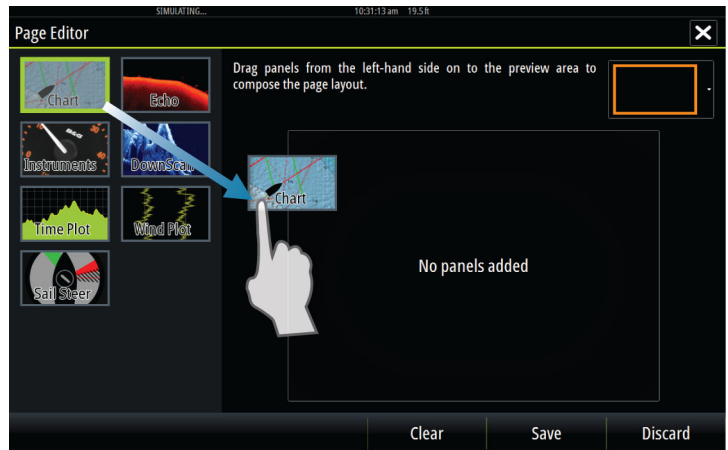 SIMULATING... 10:31:13 am 19.5 ft
Page Editor
Chart
Echo
Instruments
DownScan
Time Plot
Wind Plot
Sail Steer
B&G
Drag panels from the left-hand side on to the preview area to
compose the page layout.
Chart
No panels added
Clear Save Discard